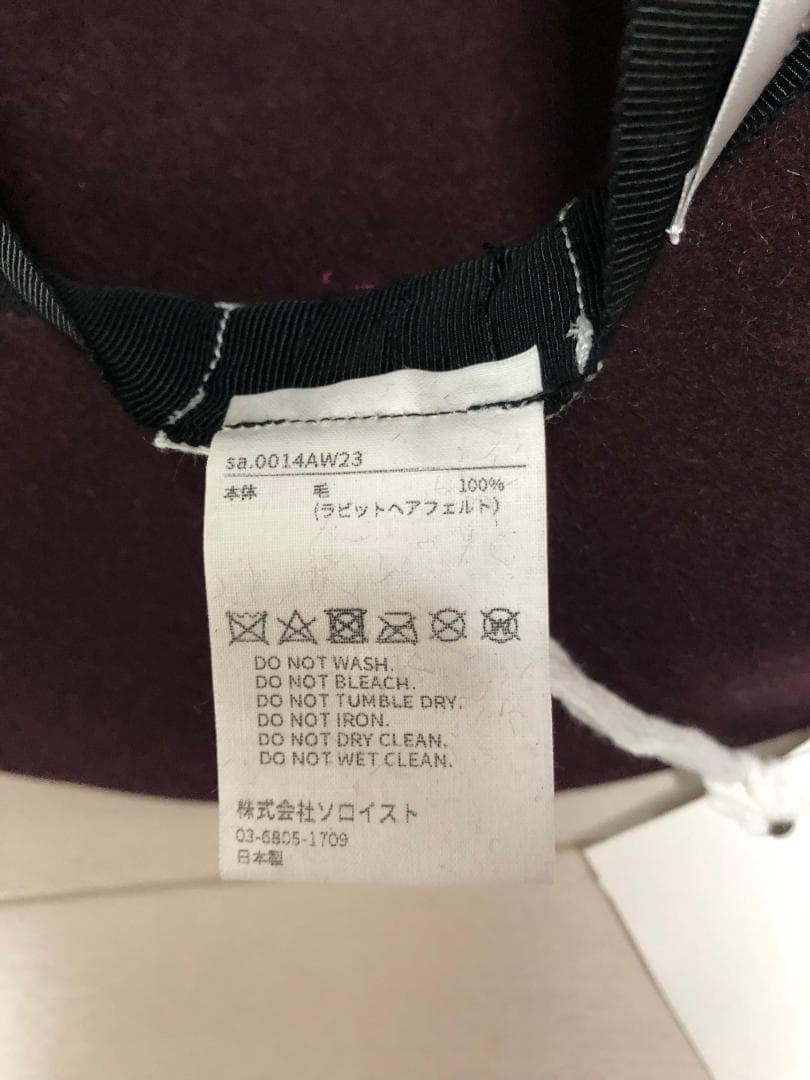 sa.0014AW23
本体 毛 100%
(ラビットヘアフェルト)
DO NOT WASH.
DO NOT BLEACH.
DO NOT TUMBLE DRY.
DO NOT IRON.
DO NOT DRY CLEAN.
DO NOT WET CLEAN.
株式会社ソロイスト
03-6805-1709
日本製